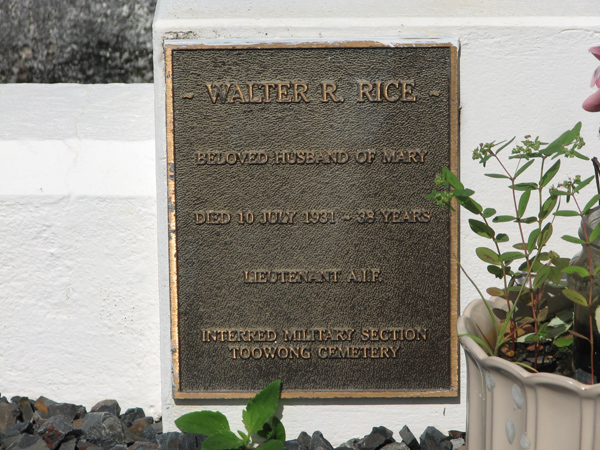 ~ WALTER R. RICE ~
BELOVED HUSBAND OF MARY
DIED 10 JULY 1931 ~ 38 YEARS
LIEUTENANT A.I.F.
INTERRED MILITARY SECTION
TOOWONG CEMETERY